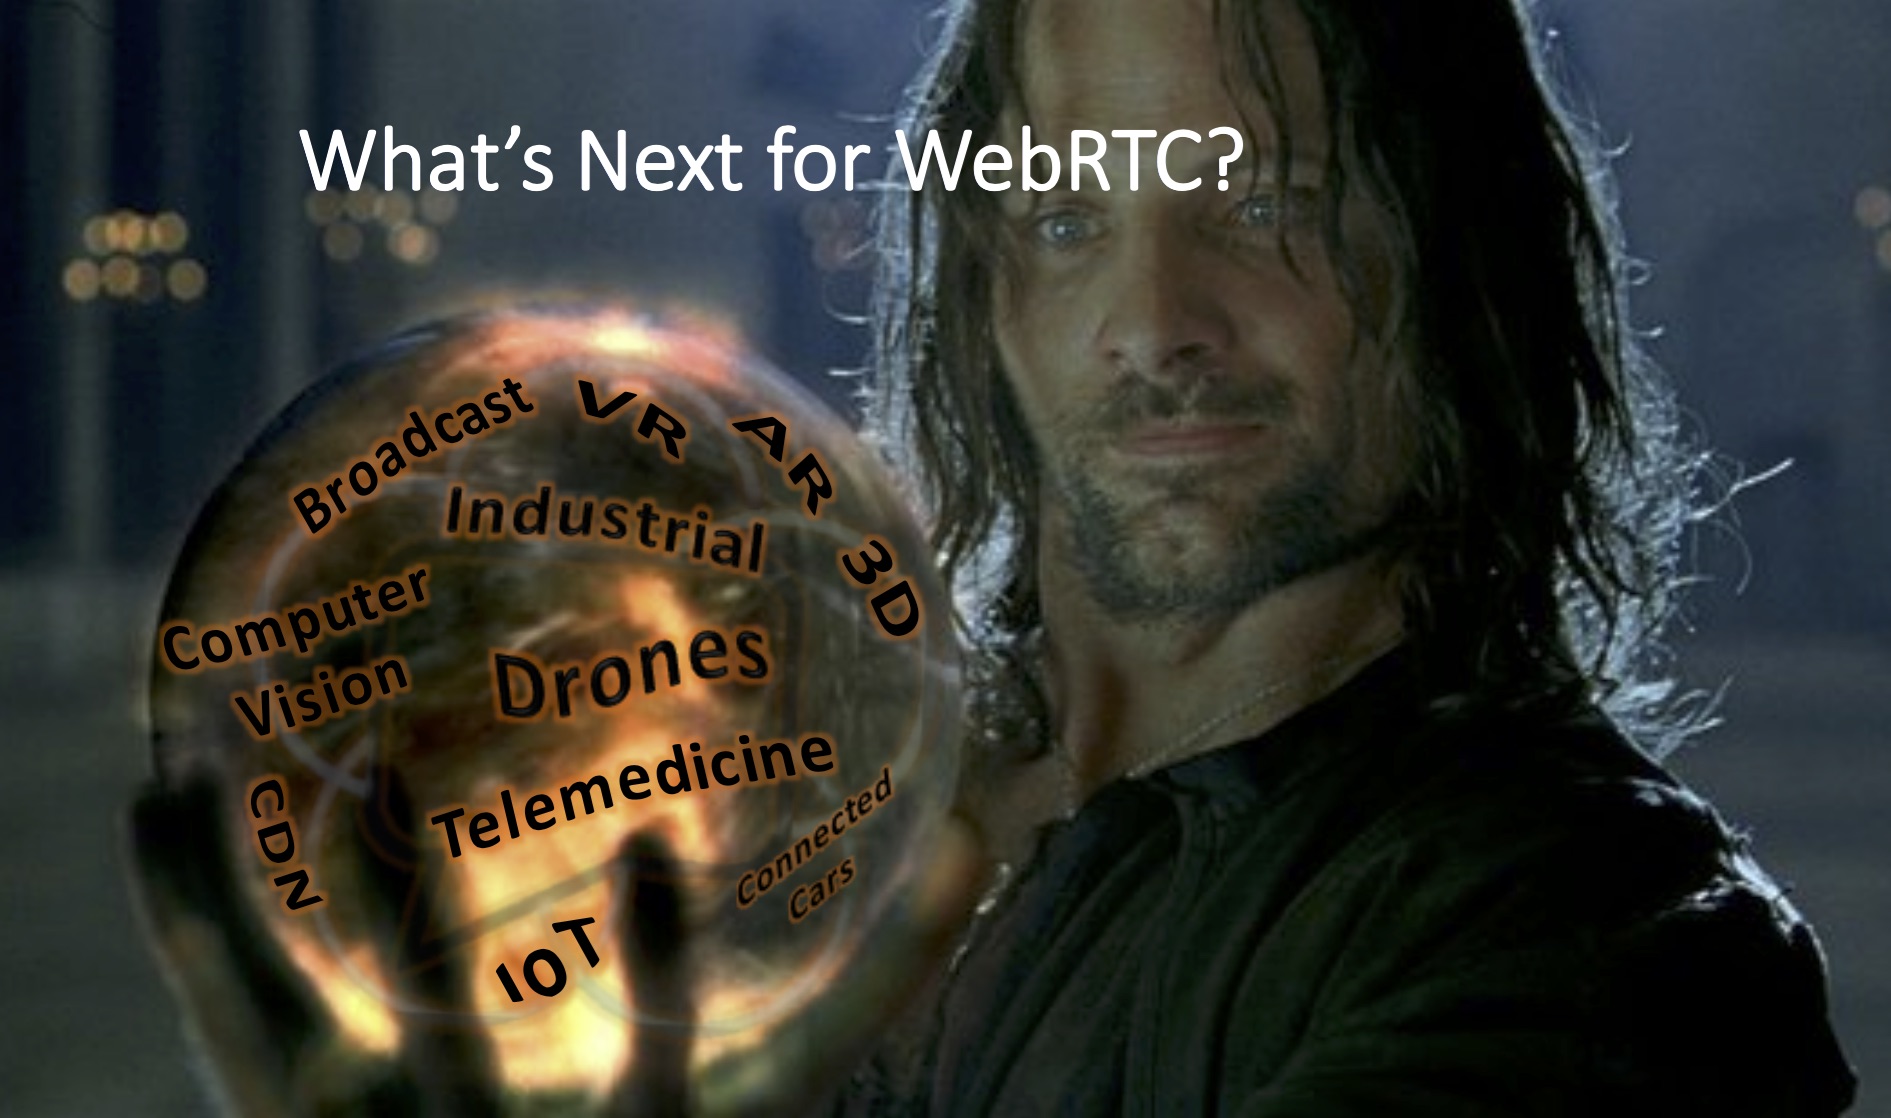 What's Next for WebRTC?
Broadcast
VR
AR
3D
Industrial
Computer
Vision
Drones
Telemedicine
CDN
Connected
Cars
IoT